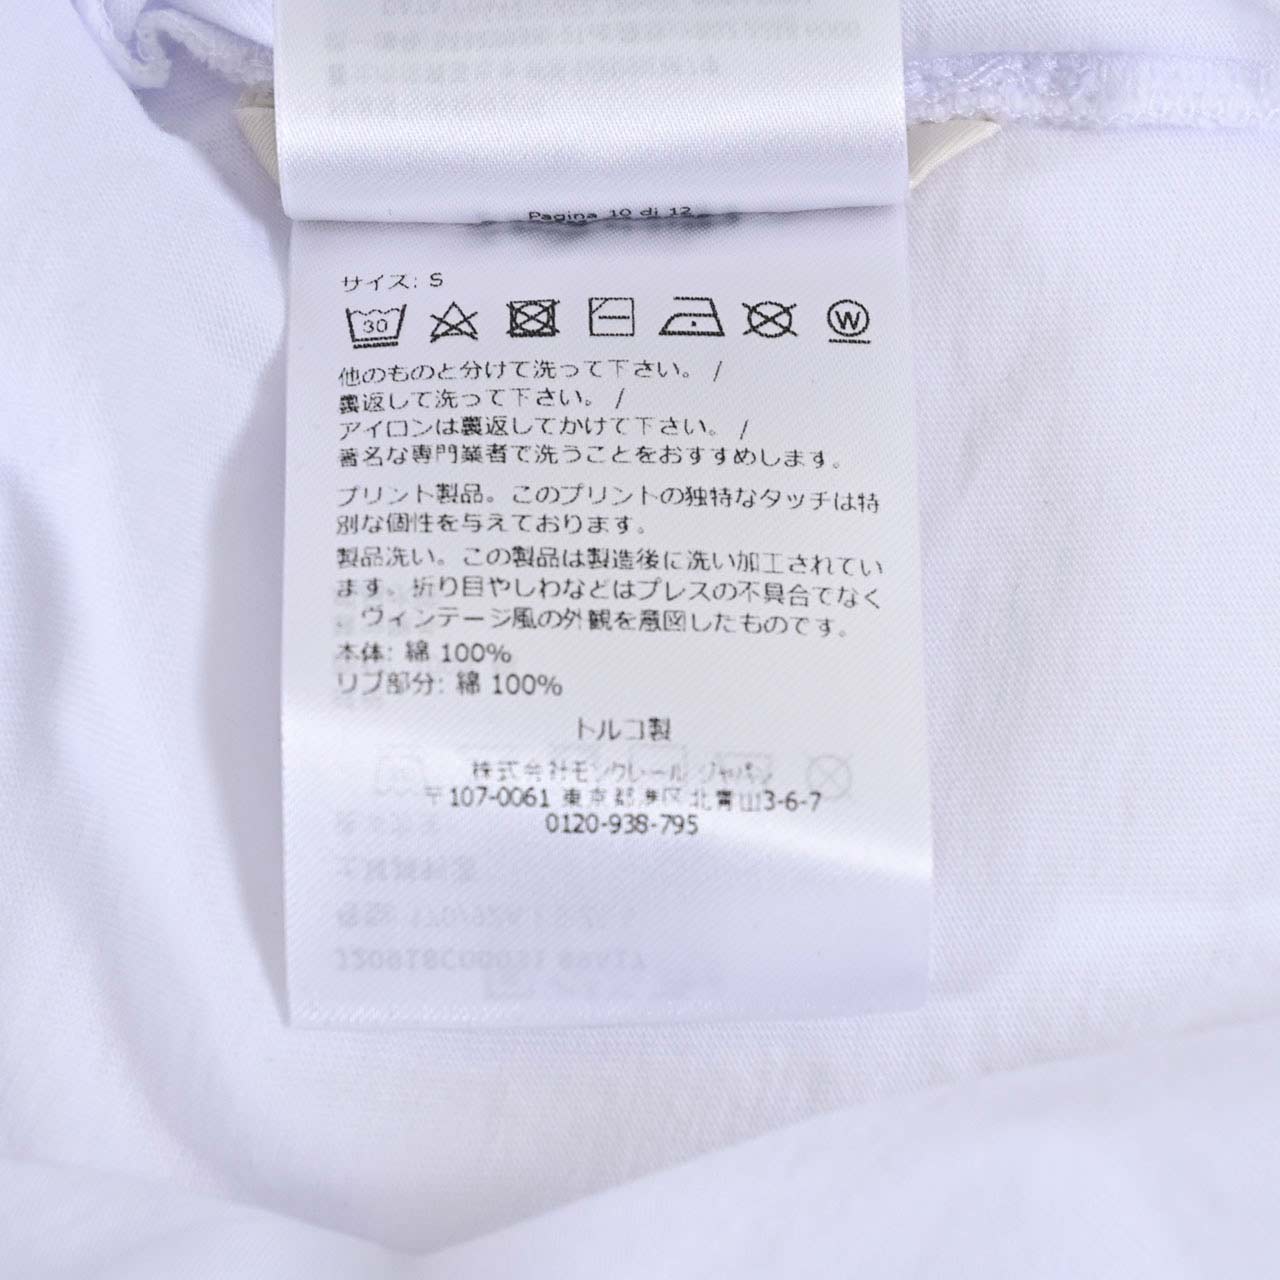 Pagina 10 di 12
サイズ: S
30
W
他のものと分けて洗って下さい。 /
裏返して洗って下さい。 /
アイロンは裏返してかけて下さい。 /
著名な専門業者で洗うことをおすすめします。
プリント製品。このプリントの独特なタッチは特
別な個性を与えております。
製品洗い。この製品は製造後に洗い加工されてい
ます。折り目やしわなどはプレスの不具合でなく
ヴィンテージ風の外観を意図したものです。
本体: 綿 100%
リブ部分: 綿 100%
トルコ製
株式会社モンクレール ジャパン
〒107-0061 東京都港区北青山3-6-7
0120-938-795